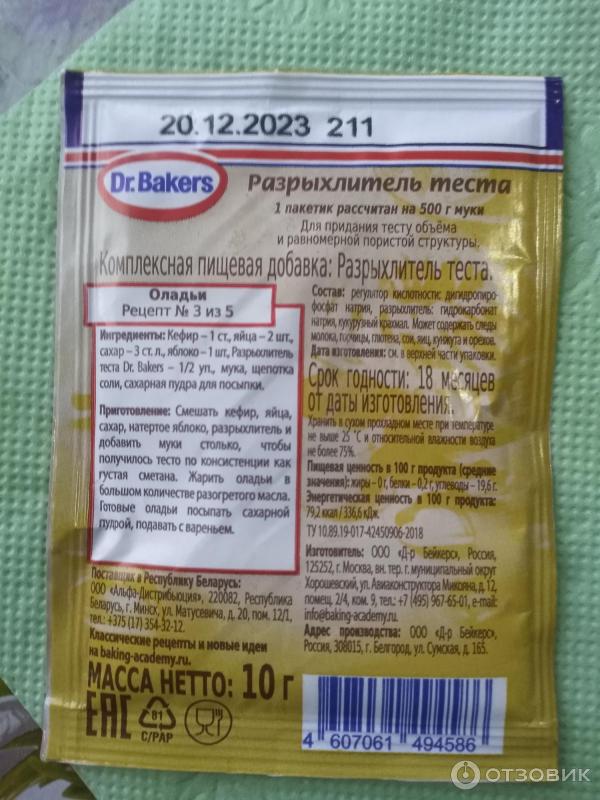 20.12.2023 211
Dr. Bakers
Разрыхлитель теста
1 пакетик рассчитан на 500 г муки
Для придания тесту объёма
и равномерной пористой структуры.
Комплексная пищевая добавка: Разрыхлитель теста.
Оладьи
Рецепт № 3 из 5
Ингредиенты: Кефир – 1 ст., яйца – 2 шт.,
сахар – 3 ст. л., яблоко – 1 шт, Разрыхлитель
теста Dr. Bakers – 1/2 уп., мука, щепотка
соли, сахарная пудра для посыпки.
Приготовление: Смешать кефир, яйца,
сахар, натертое яблоко, разрыхлитель и
добавить муки столько, чтобы
получилось тесто по консистенции как
густая сметана. Жарить оладьи в
большом количестве разогретого масла.
Готовые оладьи посыпать сахарной
пудрой, подавать с вареньем.
Состав: регулятор кислотности: дигидропиро-
фосфат натрия, разрыхлитель: гидрокарбонат
натрия, кукурузный крахмал. Может содержать следы
молока, горчицы, глютена, сои, яиц, кунжута и орехов.
Дата изготовления: см. в верхней части упаковки.
Срок годности: 18 месяцев
от даты изготовления.
Хранить в сухом прохладном месте при температуре
не выше 25 °С и относительной влажности воздуха
не более 75%.
Пищевая ценность в 100 г продукта (средние
значения): жиры – 0 г, белки – 0,2 г, углеводы – 19,6 г.
Энергетическая ценность в 100 г продукта:
79,2 ккал / 336,6 кДж.
ТУ 10.89.19-017-42450906-2018
Изготовитель: ООО «Д-р Бейкерс», Россия,
125252, г. Москва, вн. тер. г. муниципальный округ
Хорошевский, ул. Авиаконструктора Микояна, д. 12,
помещ. 2/4, ком. 9, тел.: +7 (495) 967-65-01, e-mail:
info@baking-academy.ru.
Адрес производства: ООО «Д-р Бейкерс»,
Россия, 308015, г. Белгород, ул. Сумская, д. 165.
Поставщик в Республику Беларусь:
ООО «Альфа-Дистрибьюция», 220082, Республика
Беларусь, г. Минск, ул. Матусевича, д. 20, пом. 12/1,
тел.: +375 (17) 354-32-12.
Классические рецепты и новые идеи
на baking-academy.ru.
МАССА НЕТТО: 10 г
EAC
81
C/PAP
4 607061 494586
ОТЗОВИК